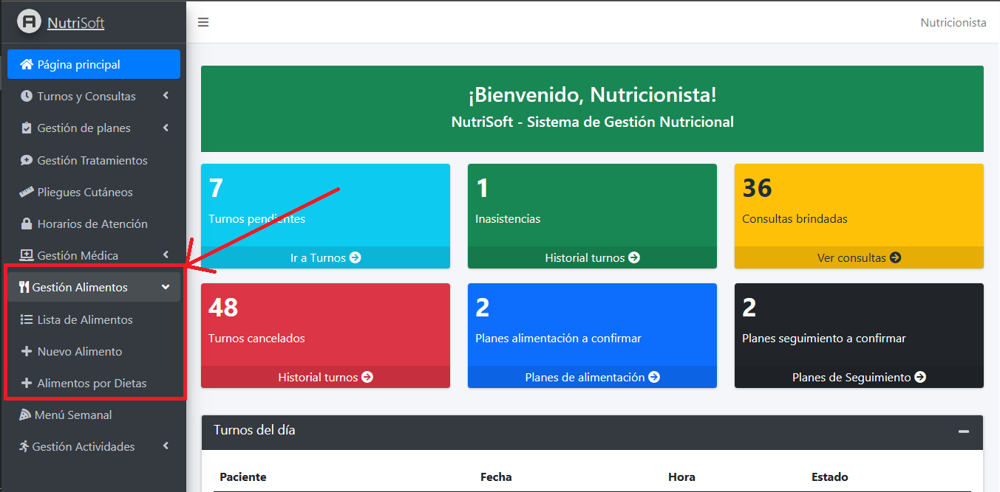 NutriSoft
Nutricionista
Página principal
Turnos y Consultas
Gestión de planes
Gestión Tratamientos
Pliegues Cutáneos
Horarios de Atención
Gestión Médica
Gestión Alimentos
Lista de Alimentos
Nuevo Alimento
Alimentos por Dietas
Menú Semanal
Gestión Actividades
¡Bienvenido, Nutricionista!
NutriSoft - Sistema de Gestión Nutricional
7
Turnos pendientes
Ir a Turnos
1
Inasistencias
Historial turnos
36
Consultas brindadas
Ver consultas
48
Turnos cancelados
Historial turnos
2
Planes alimentación a confirmar
Planes de alimentación
2
Planes seguimiento a confirmar
Planes de Seguimiento
Turnos del día
Paciente Fecha Hora Estado